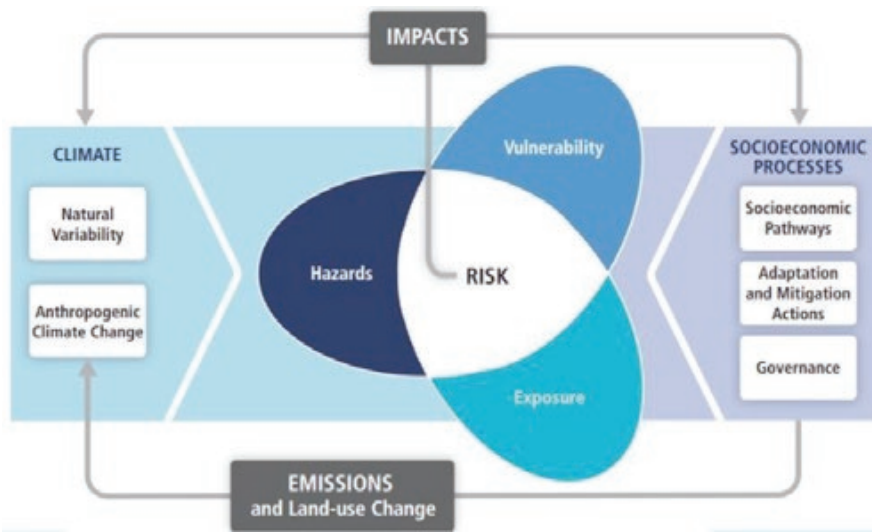 IMPACTS
CLIMATE
Natural
Variability
Anthropogenic
Climate Change
Vulnerability
Hazards
RISK
Exposure
SOCIOECONOMIC
PROCESSES
Socioeconomic
Pathways
Adaptation
and Mitigation
Actions
Governance
EMISSIONS
and Land-use Change